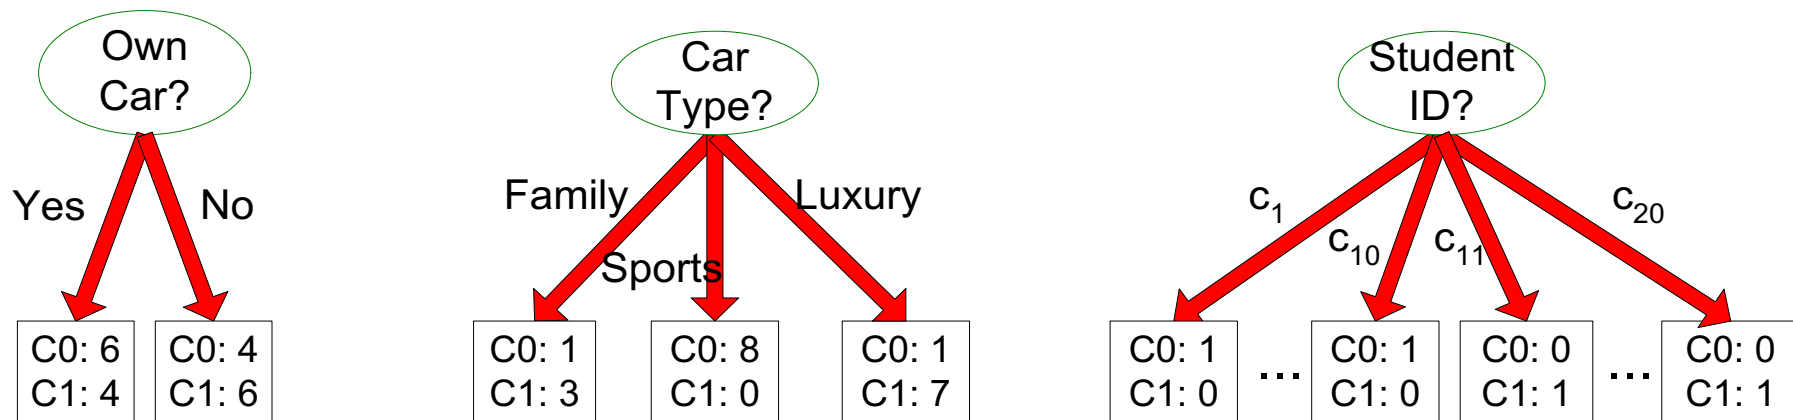 Own
Car?
Yes
No
C0: 6
C1: 4
C0: 4
C1: 6
Car
Type?
Family
Sports
Luxury
C0: 1
C1: 3
C0: 8
C1: 0
C0: 1
C1: 7
Student
ID?
c1
c10
c11
c20
C0: 1
C1: 0
...
C0: 1
C1: 0
C0: 0
C1: 1
...
C0: 0
C1: 1